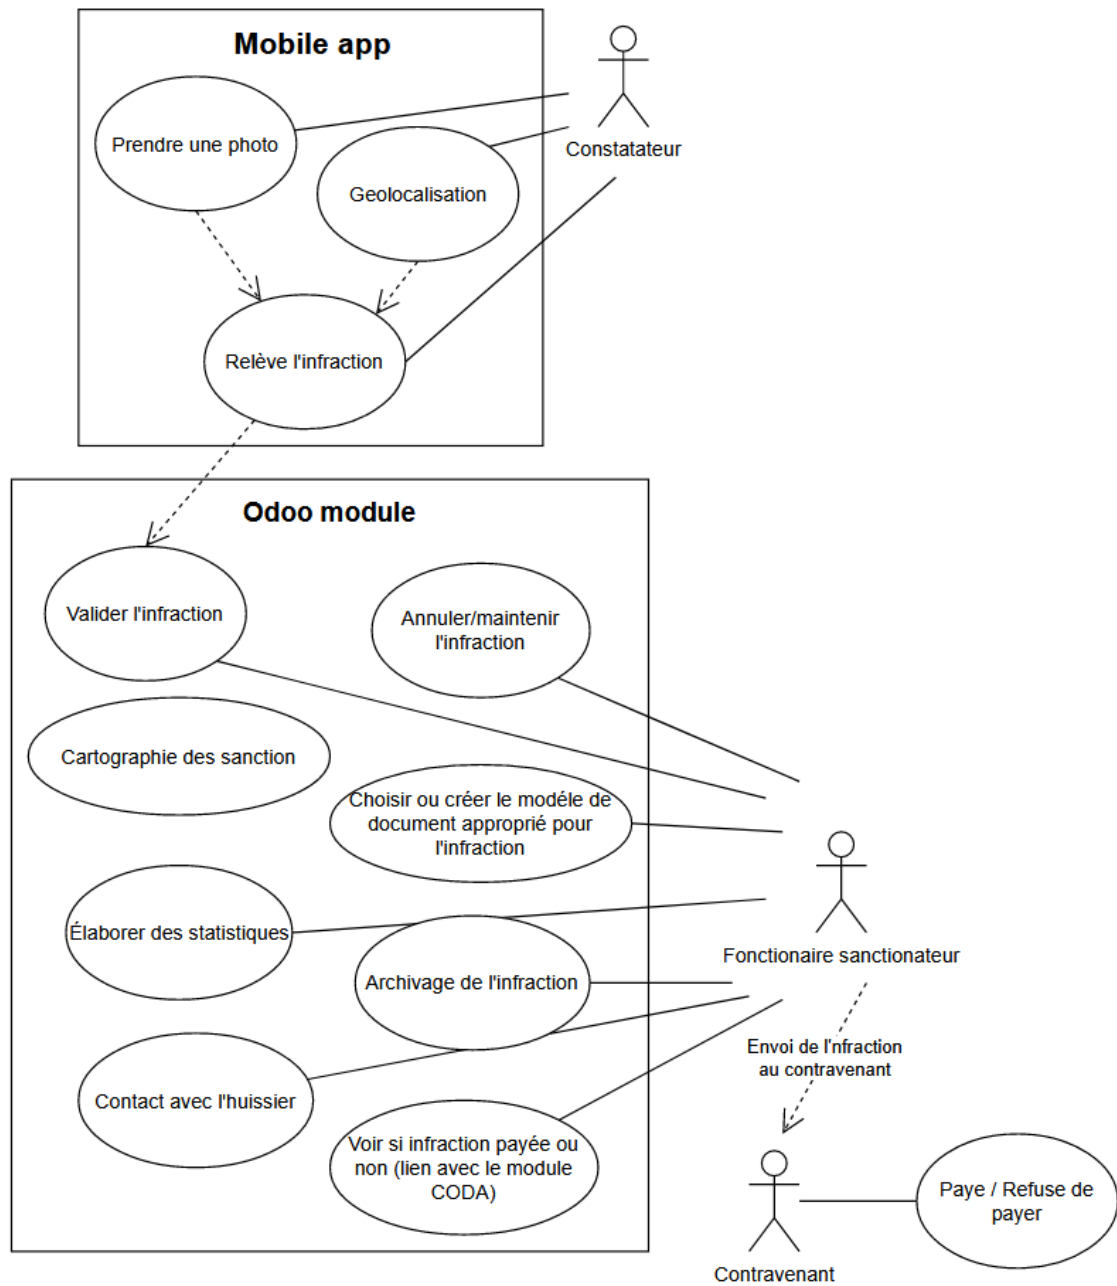 Mobile app
Prendre une photo
Geolocalisation
Constatateur
Relève l'infraction
Odoo module
Valider l'infraction
Annuler/maintenir
l'infraction
Cartographie des sanction
Choisir ou créer le modéle de
document approprié pour
l'infraction
Élaborer des statistiques
Archivage de l'infraction
Fonctionaire sanctionateur
Envoi de l'nfraction
au contravenant
Contact avec l'huissier
Voir si infraction payée ou
non (lien avec le module
CODA)
Paye / Refuse de
payer
Contravenant